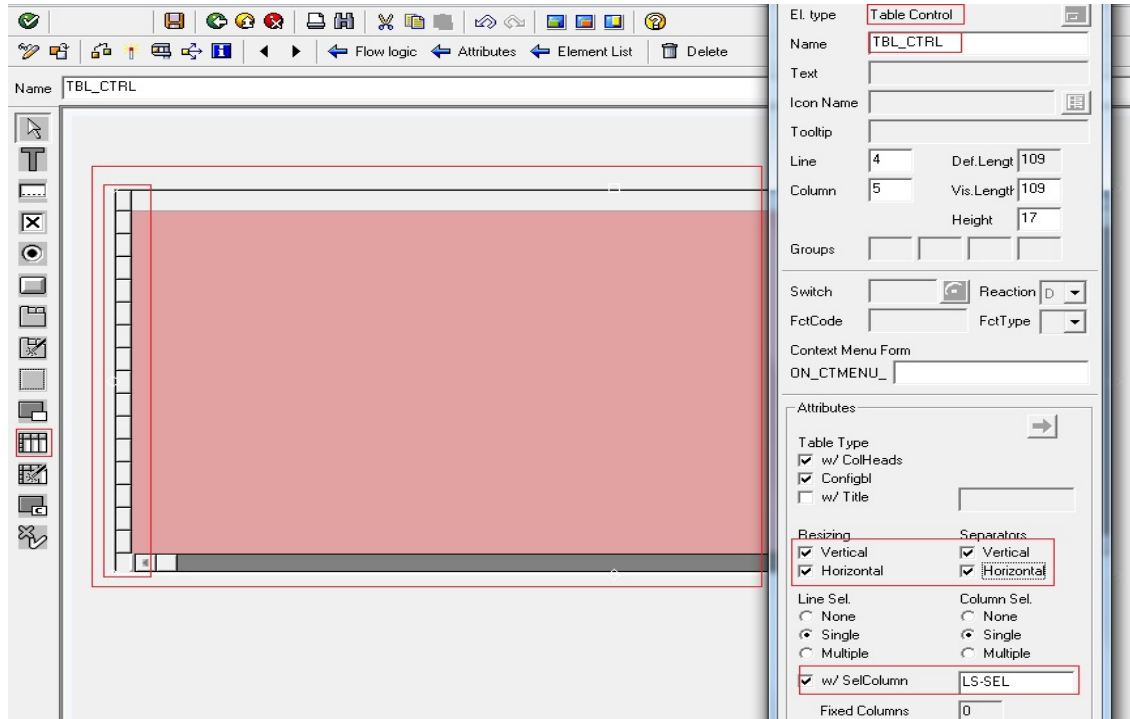 Flow logic Attributes Element List Delete
Name TBL_CTRL
El. type Table Control
Name TBL_CTRL
Text
Icon Name
Tooltip
Line 4 Def.Lengt 109
Column 5 Vis.Lengt 109
Height 17
Groups
Switch Reaction D
FctCode FctType
Context Menu Form
ON_CTMENU_
Attributes
Table Type
w/ ColHeads
Configbl
w/ Title
Resizing Separators
Vertical Vertical
Horizontal Horizontal
Line Sel. Column Sel.
None None
Single Single
Multiple Multiple
w/ SelColumn LS-SEL
Fixed Columns 0